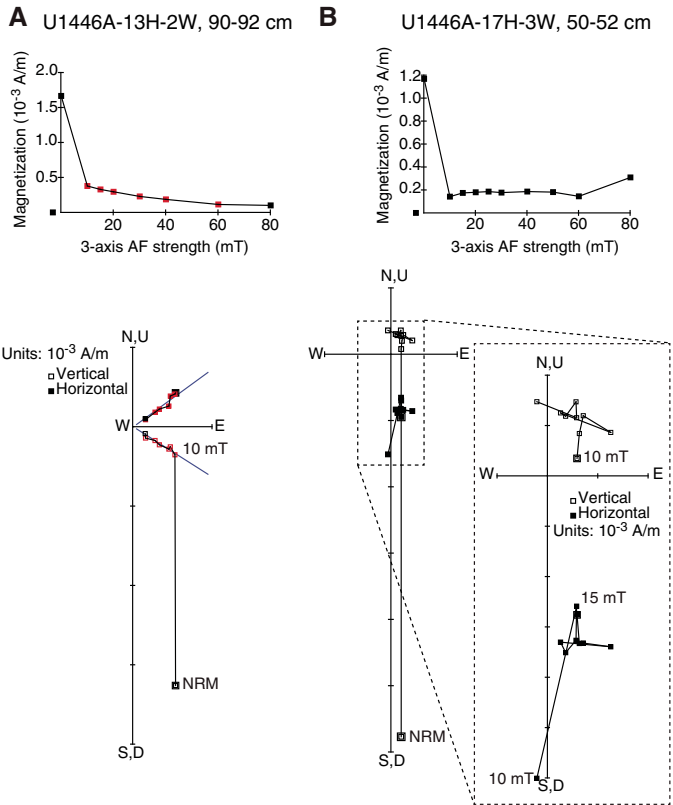 A U1446A-13H-2W, 90-92 cm
Magnetization (10⁻³ A/m)
2.0
1.5
1.0
0.5
20 40 60 80
3-axis AF strength (mT)
N,U
Units: 10⁻³ A/m
Vertical
Horizontal
W E
10 mT
NRM
S,D
B U1446A-17H-3W, 50-52 cm
Magnetization (10⁻³ A/m)
1.2
1.0
0.8
0.6
0.4
0.2
20 40 60 80
3-axis AF strength (mT)
N,U
W E
NRM
S,D
N,U
10 mT
W E
Vertical
Horizontal
Units: 10⁻³ A/m
15 mT
10 mT
S,D